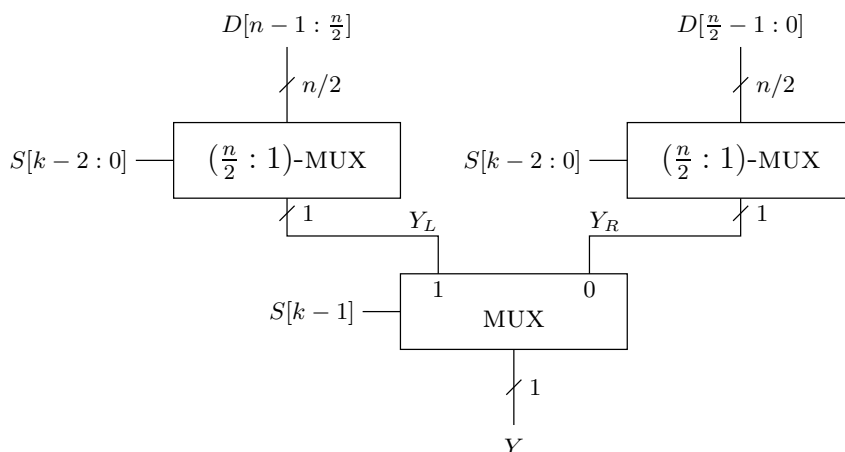 D[n − 1 : n/2] D[n/2 − 1 : 0]
n/2 n/2
S[k − 2 : 0] (n/2 : 1)-MUX S[k − 2 : 0] (n/2 : 1)-MUX
1 1
Y_L Y_R
1 0
S[k − 1] MUX
1
Y